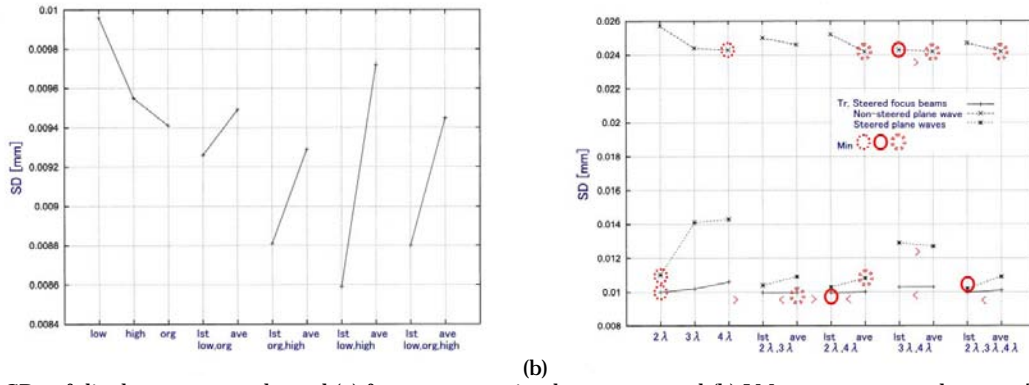 0.01
0.0098
0.0096
0.0094
0.0092
0.009
0.0088
0.0086
0.0084
SD [mm]
low high org lst ave lst ave lst ave lst ave
low,org org,high low,high low,org,high
0.026
0.024
0.022
0.02
0.018
0.016
0.014
0.012
0.01
0.008
SD [mm]
Tr. Steered focus beams
Non-steered plane wave
Steered plane waves
Min
2λ 3λ 4λ lst ave lst ave lst ave lst ave
2λ,3λ 2λ,4λ 3λ,4λ 2λ,3λ,4λ
(b)